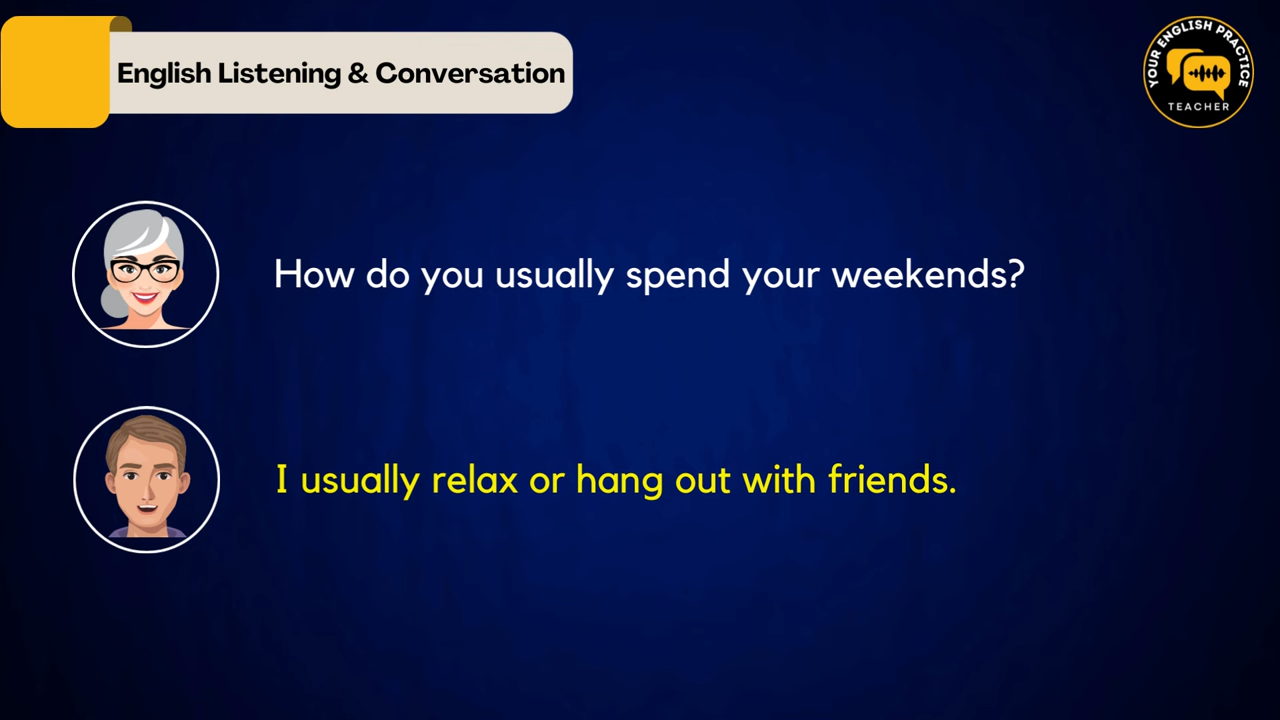 English Listening & Conversation
YOUR ENGLISH PRACTICE
TEACHER
How do you usually spend your weekends?
I usually relax or hang out with friends.